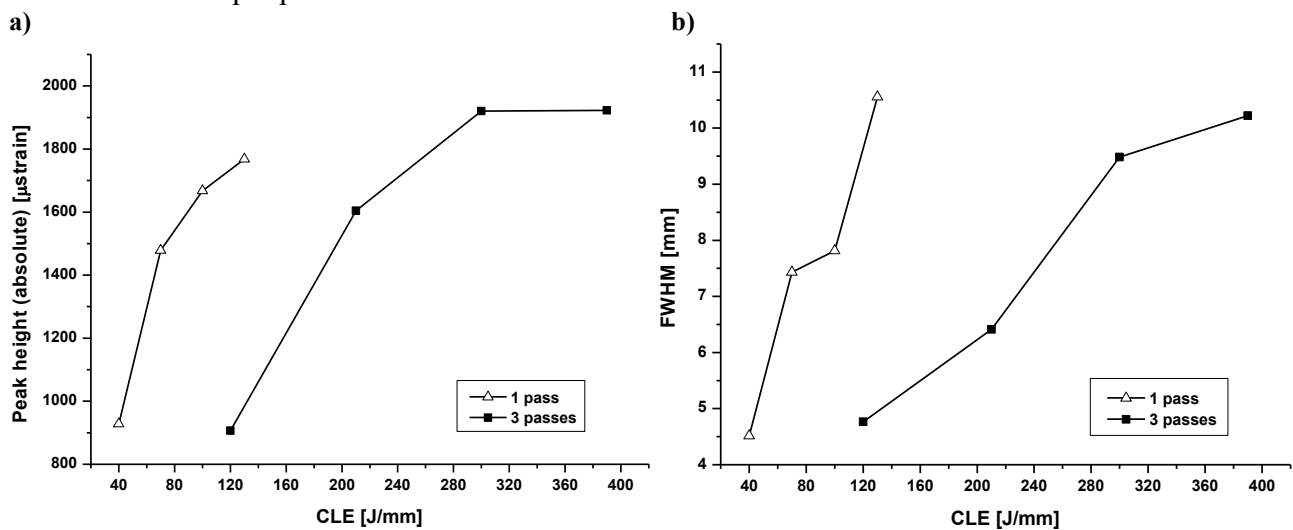 a)
Peak height (absolute) [µstrain]
2000
1800
1600
1400
1200
1000
800
40 80 120 160 200 240 280 320 360 400
CLE [J/mm]
1 pass
3 passes
b)
FWHM [mm]
11
10
9
8
7
6
5
4
40 80 120 160 200 240 280 320 360 400
CLE [J/mm]
1 pass
3 passes